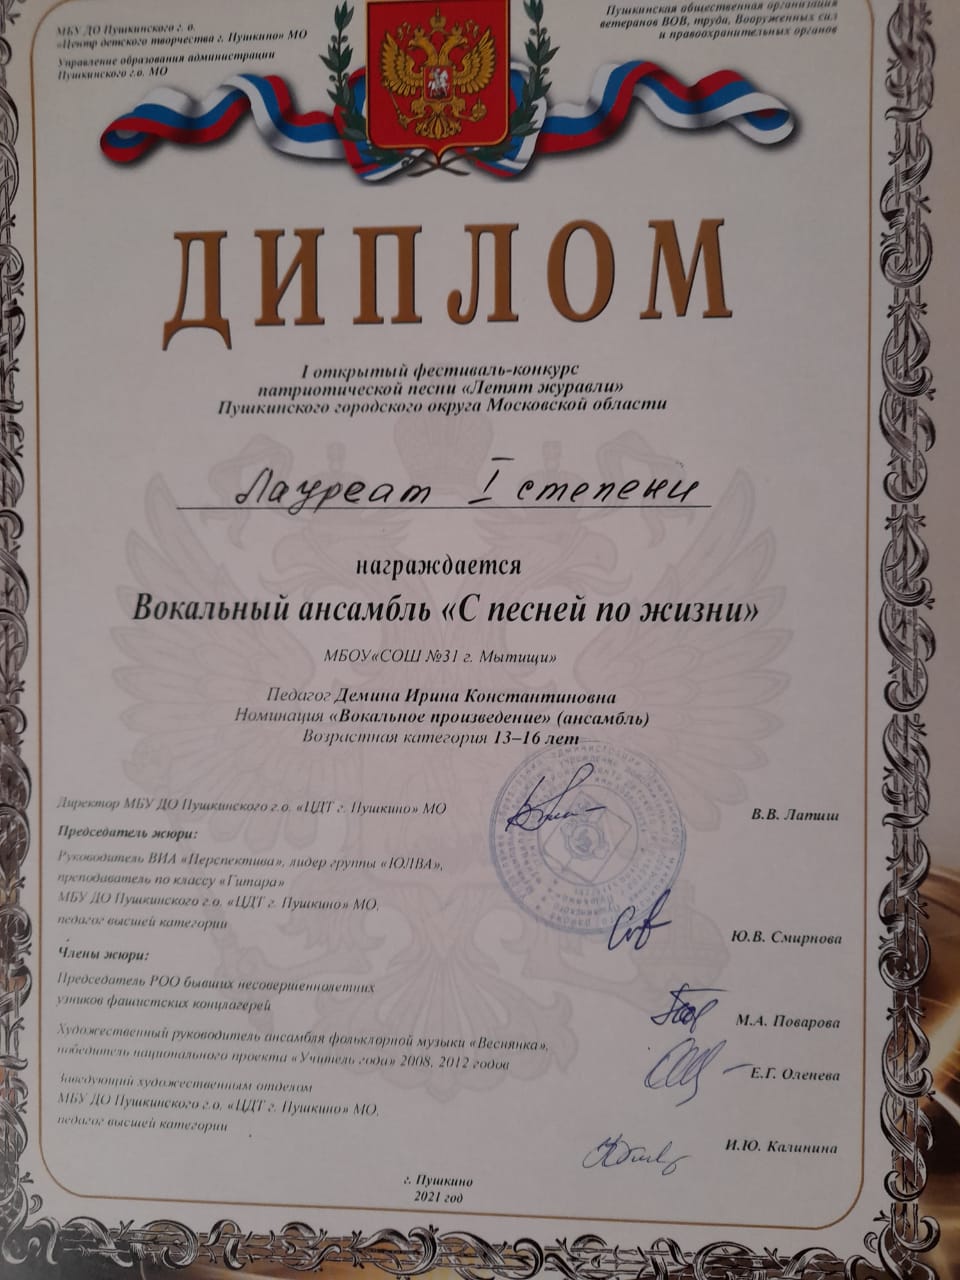 МБУ ДО Пушкинского г. о.
«Центр детского творчества г. Пушкино» МО
Управление образования администрации
Пушкинского г.о. МО
Пушкинская общественная организация
ветеранов ВОВ, труда, Вооруженных сил
и правоохранительных органов
ДИПЛОМ
I открытый фестиваль-конкурс
патриотической песни «Летят журавли»
Пушкинского городского округа Московской области
Лауреат I степени
награждается
Вокальный ансамбль «С песней по жизни»
МБОУ«СОШ №31 г. Мытищи»
Педагог Демина Ирина Константиновна
Номинация «Вокальное произведение» (ансамбль)
Возрастная категория 13–16 лет
Директор МБУ ДО Пушкинского г.о. «ЦДТ г. Пушкино» МО
В.В. Латиш
Председатель жюри:
Руководитель ВИА «Перспектива», лидер группы «ЮЛВА»,
преподаватель по классу «Гитара»
МБУ ДО Пушкинского г.о. «ЦДТ г. Пушкино» МО,
педагог высшей категории
Ю.В. Смирнова
Члены жюри:
Председатель РОО бывших несовершеннолетних
узников фашистских концлагерей
М.А. Поварова
Художественный руководитель ансамбля фольклорной музыки «Веснянка»,
победитель национального проекта «Учитель года» 2008, 2012 годов
Е.Г. Оленева
Заведующий художественным отделом
МБУ ДО Пушкинского г.о. «ЦДТ г. Пушкино» МО,
педагог высшей категории
И.Ю. Калинина
г. Пушкино
2021 год